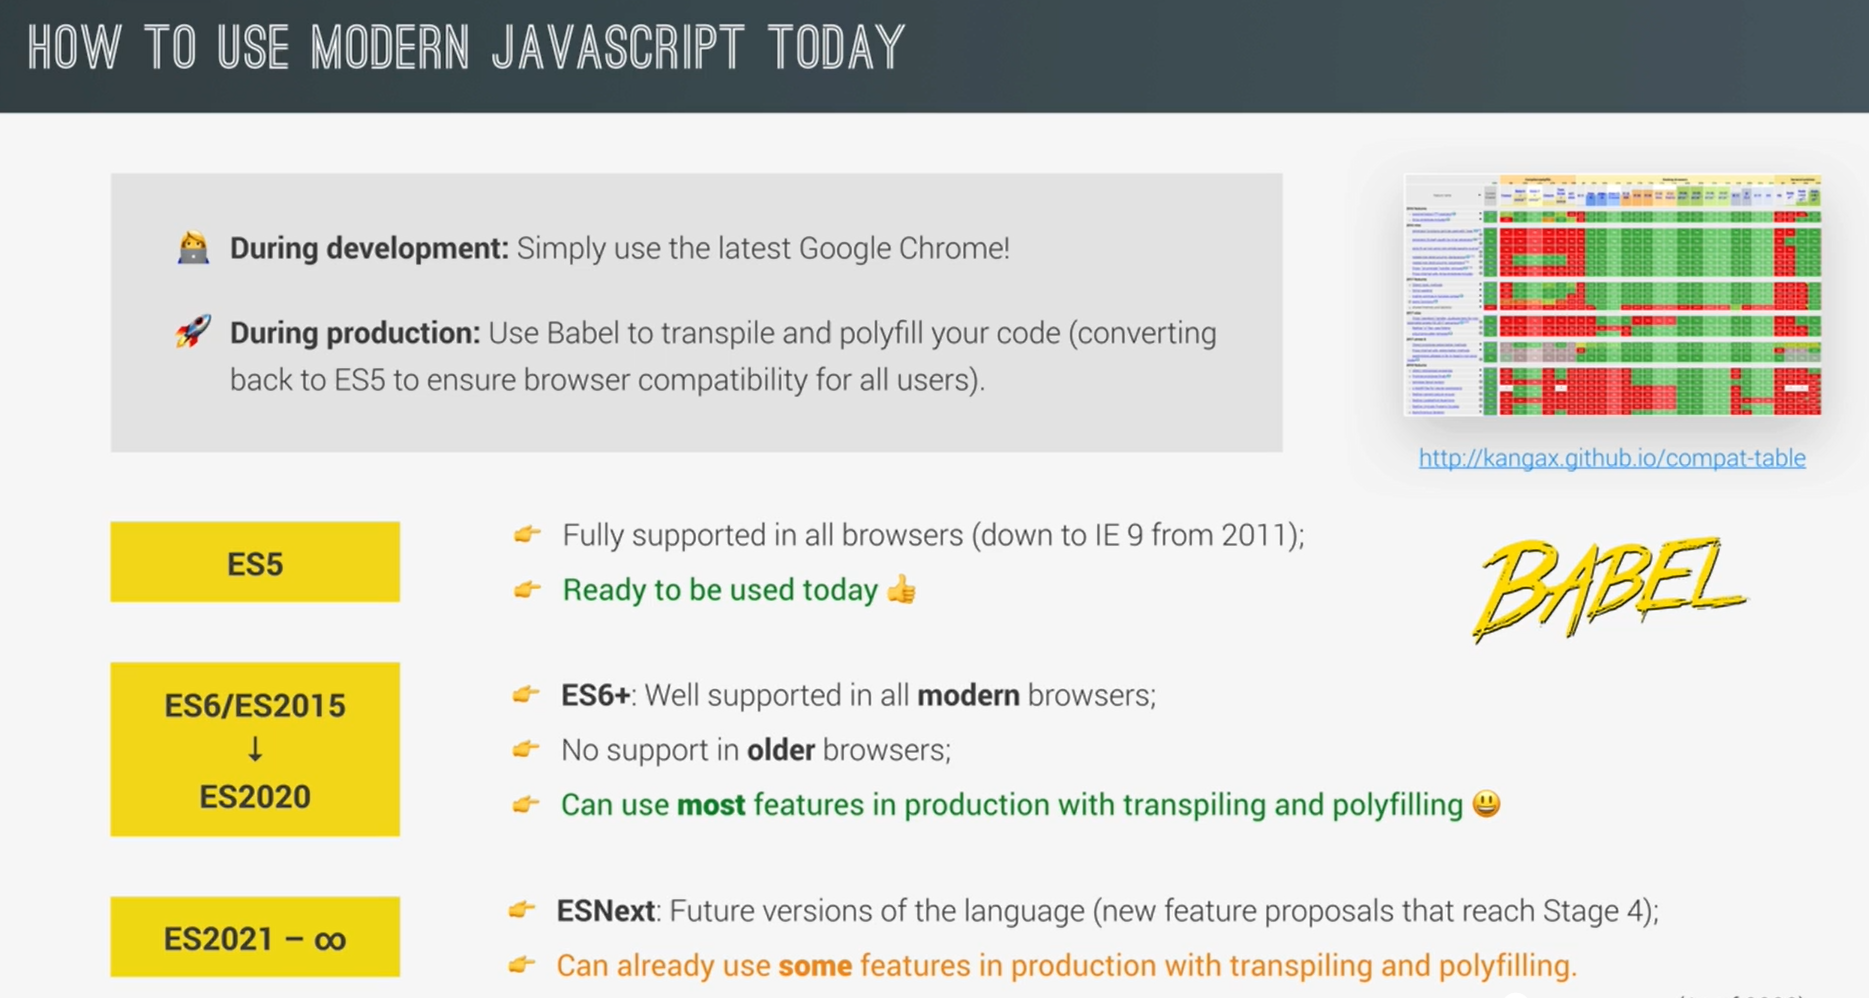 HOW TO USE MODERN JAVASCRIPT TODAY
During development: Simply use the latest Google Chrome!
During production: Use Babel to transpile and polyfill your code (converting
back to ES5 to ensure browser compatibility for all users).
http://kangax.github.io/compat-table
ES5
Fully supported in all browsers (down to IE 9 from 2011);
Ready to be used today 👍
BABEL
ES6/ES2015
↓
ES2020
ES6+: Well supported in all modern browsers;
No support in older browsers;
Can use most features in production with transpiling and polyfilling 😃
ES2021 – ∞
ESNext: Future versions of the language (new feature proposals that reach Stage 4);
Can already use some features in production with transpiling and polyfilling.